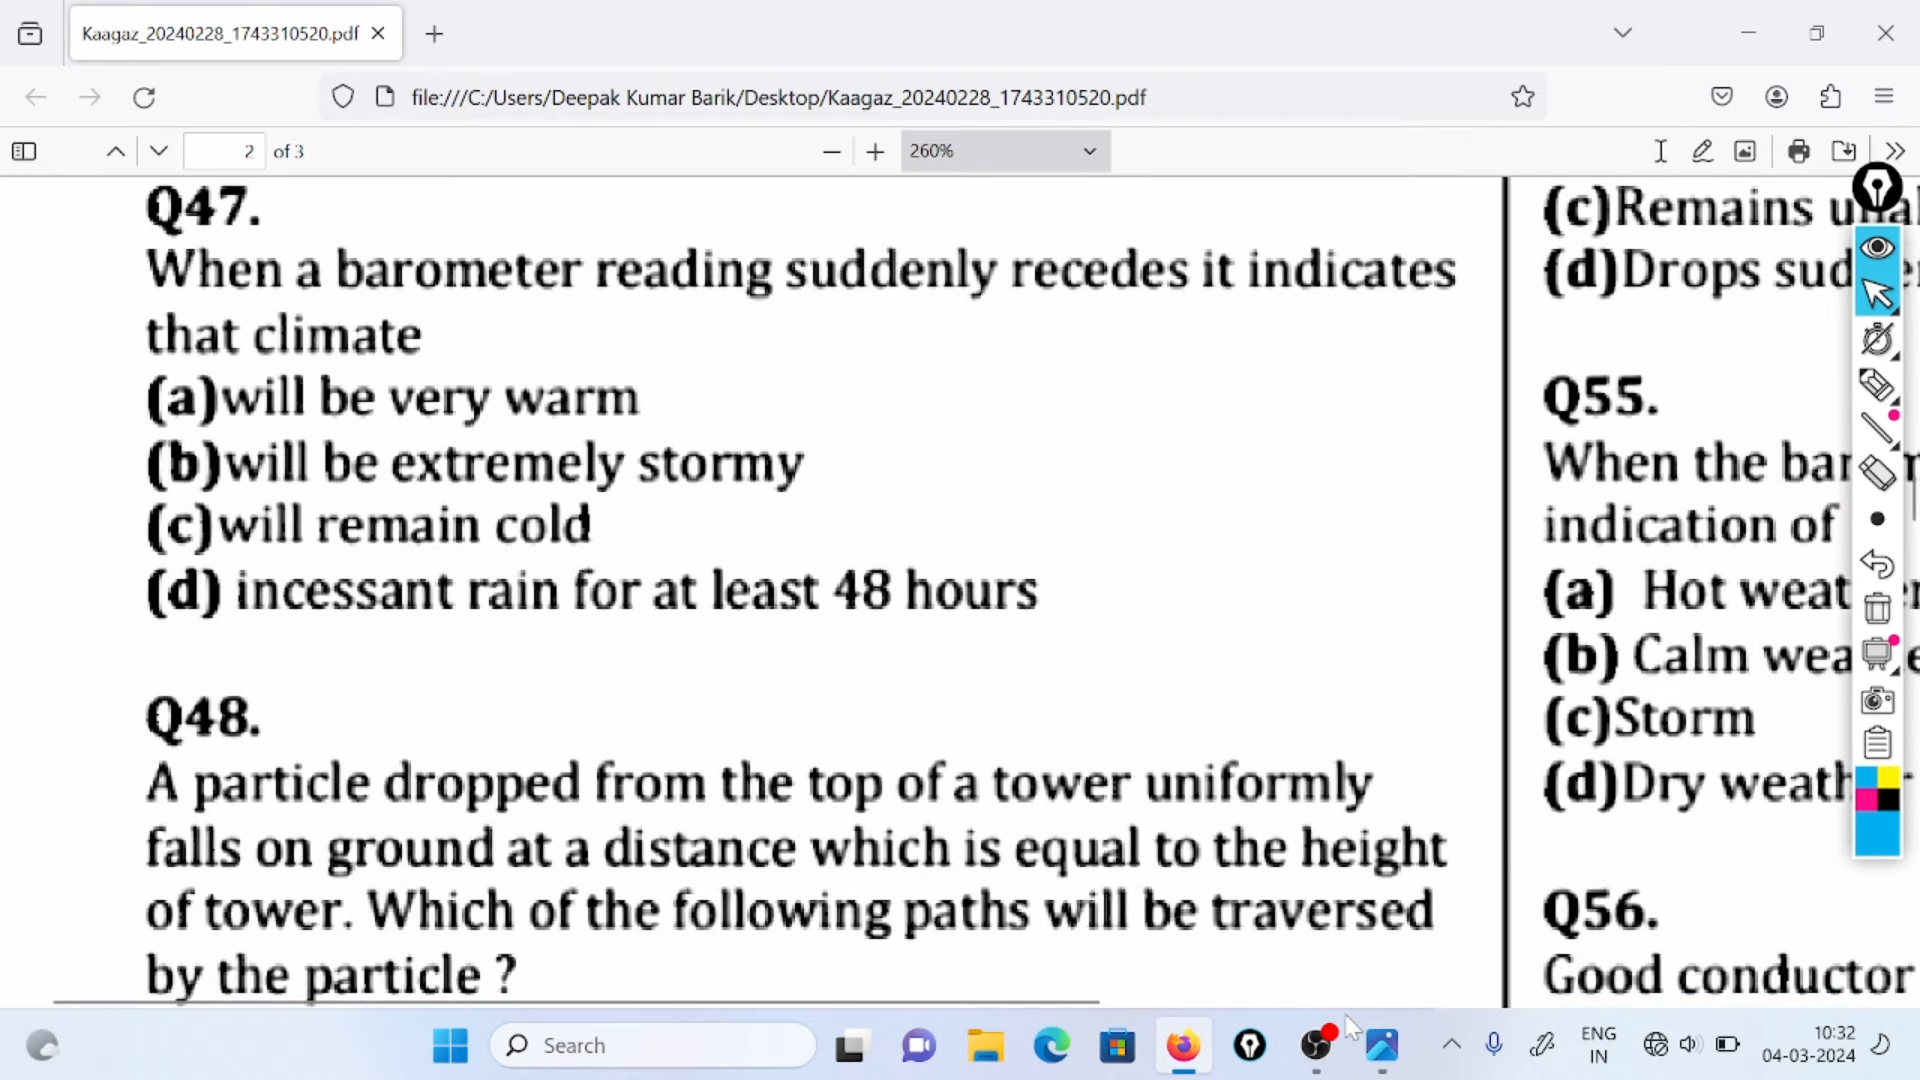 Kaagaz_20240228_1743310520.pdf
file:///C:/Users/Deepak Kumar Barik/Desktop/Kaagaz_20240228_1743310520.pdf
2 of 3
260%
Q47.
When a barometer reading suddenly recedes it indicates
that climate
(a)will be very warm
(b)will be extremely stormy
(c)will remain cold
(d) incessant rain for at least 48 hours
Q48.
A particle dropped from the top of a tower uniformly
falls on ground at a distance which is equal to the height
of tower. Which of the following paths will be traversed
by the particle ?
(c)Remains
(d)Drops
Q55.
When the
indication of
(a) Hot
(b) Calm
(c)Storm
(d)Dry
Q56.
Good conductor
Search
ENG
IN
10:32
04-03-2024